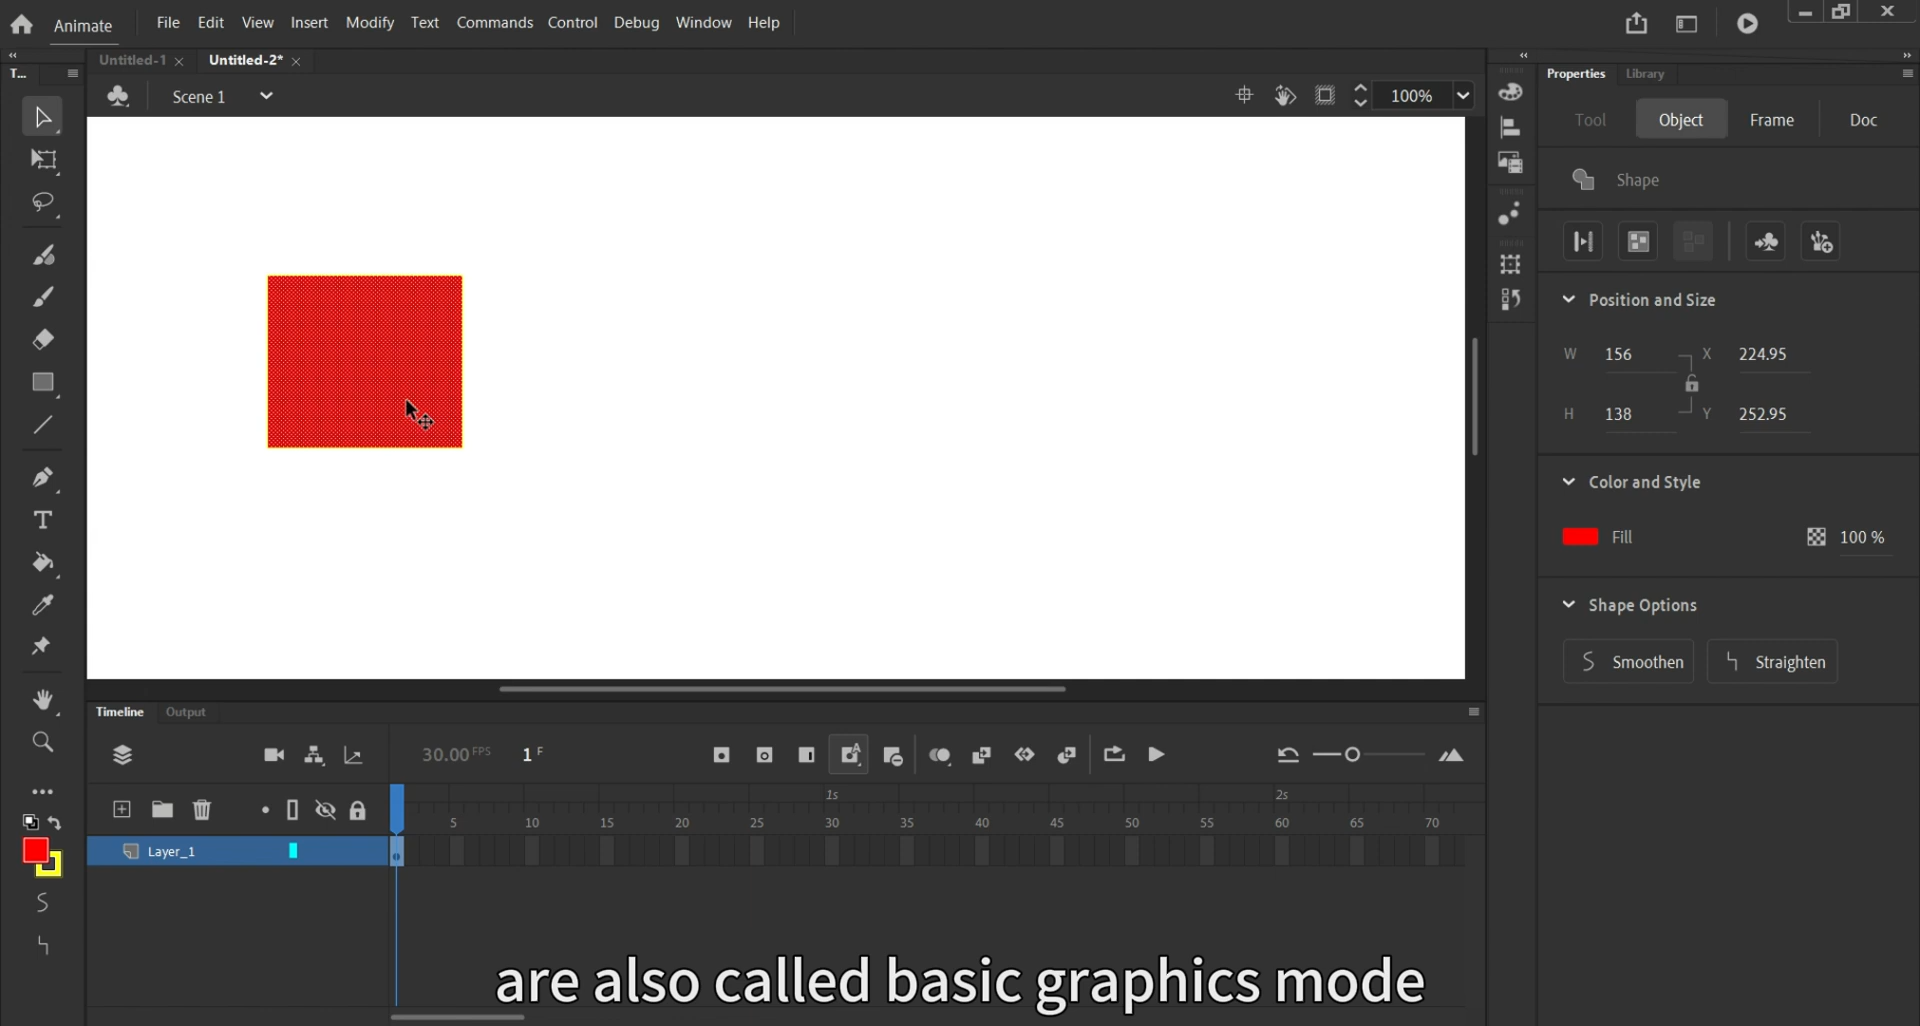 Animate File Edit View Insert Modify Text Commands Control Debug Window Help
T...
Untitled-1 Untitled-2*
Scene 1
100%
Properties Library
Tool Object Frame Doc
Shape
Position and Size
W 156 X 224.95
H 138 Y 252.95
Color and Style
Fill 100 %
Shape Options
Smoothen Straighten
Timeline Output
30.00 FPS 1 F
1s 2s
5 10 15 20 25 30 35 40 45 50 55 60 65 70
Layer_1
are also called basic graphics mode